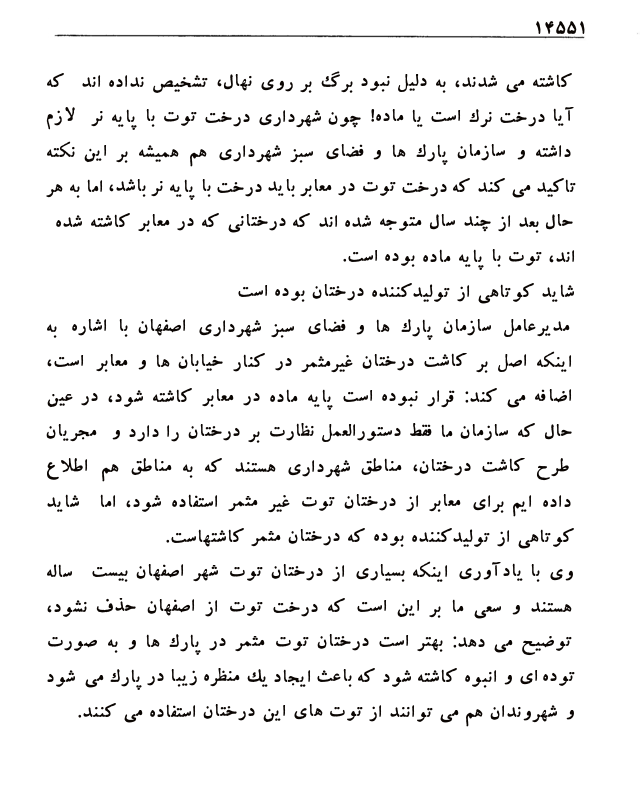 ۱۴۵۵۱
کاشته می شدند، به دلیل نبود برگ بر روی نهال، تشخیص نداده اند که
آیا درخت نرک است یا ماده! چون شهرداری درخت توت با پایه نر لازم
داشته و سازمان پارک ها و فضای سبز شهرداری هم همیشه بر این نکته
تاکید می کند که درخت توت در معابر باید درخت با پایه نر باشد، اما به هر
حال بعد از چند سال متوجه شده اند که درختانی که در معابر کاشته شده
اند، توت با پایه ماده بوده است.
شاید کوتاهی از تولیدکننده درختان بوده است
مدیرعامل سازمان پارک ها و فضای سبز شهرداری اصفهان با اشاره به
اینکه اصل بر کاشت درختان غیرمثمر در کنار خیابان ها و معابر است،
اضافه می کند: قرار نبوده است پایه ماده در معابر کاشته شود، در عین
حال که سازمان ما فقط دستورالعمل نظارت بر درختان را دارد و مجریان
طرح کاشت درختان، مناطق شهرداری هستند که به مناطق هم اطلاع
داده ایم برای معابر از درختان توت غیر مثمر استفاده شود، اما شاید
کوتاهی از تولیدکننده بوده که درختان مثمر کاشتهاست.
وی با یادآوری اینکه بسیاری از درختان توت شهر اصفهان بیست ساله
هستند و سعی ما بر این است که درخت توت از اصفهان حذف نشود،
توضیح می دهد: بهتر است درختان توت مثمر در پارک ها و به صورت
توده ای و انبوه کاشته شود که باعث ایجاد یک منظره زیبا در پارک می شود
و شهروندان هم می توانند از توت های این درختان استفاده می کنند.